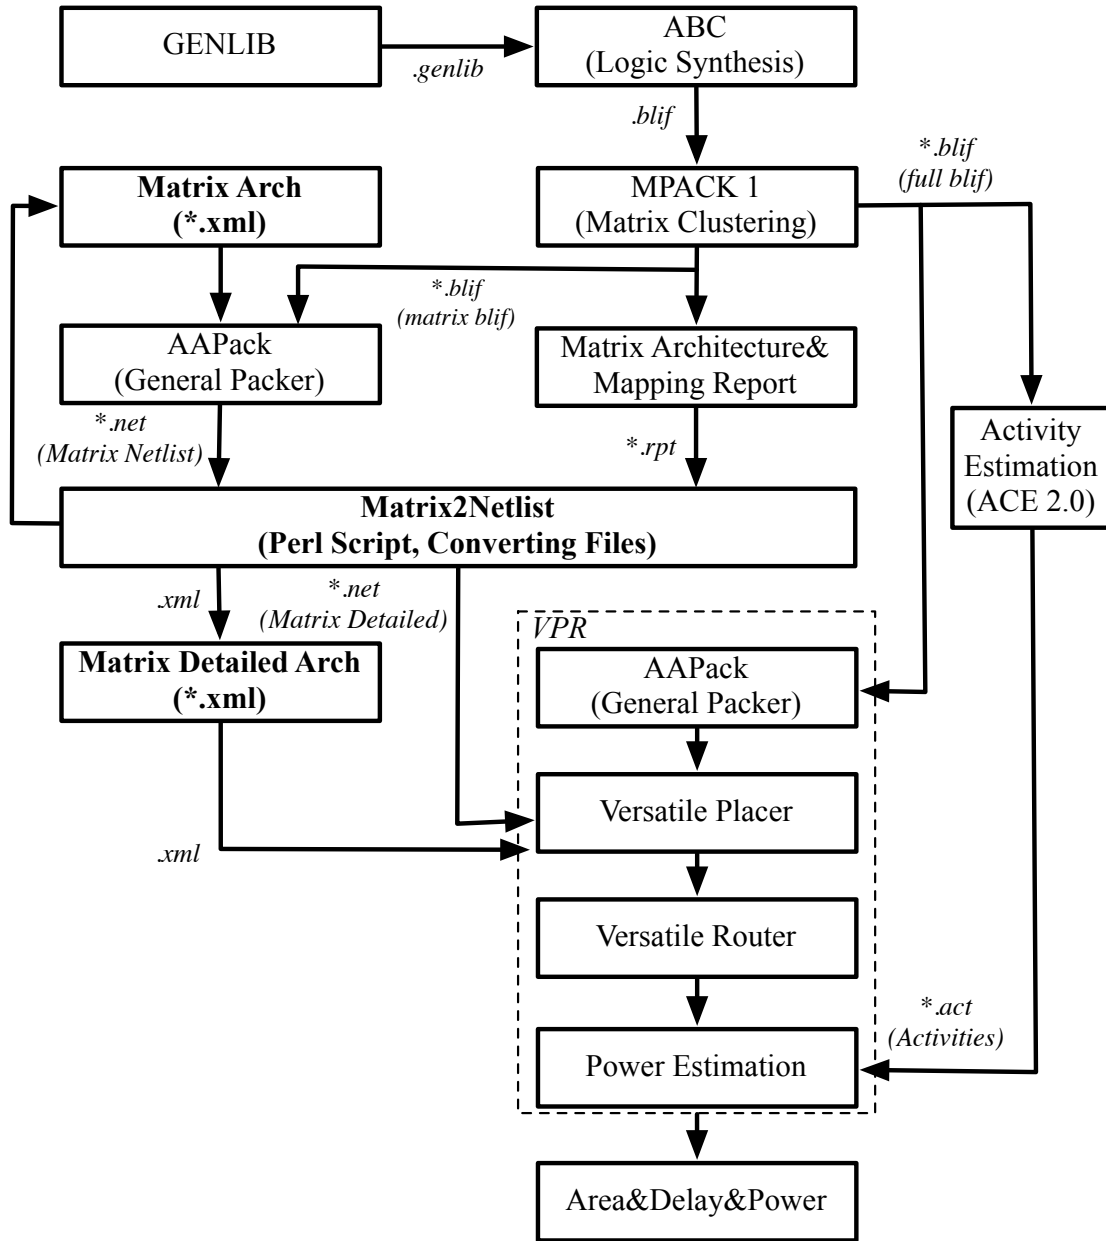 GENLIB
.genlib
ABC
(Logic Synthesis)
.blif
*.blif
(full blif)
Matrix Arch
(*.xml)
MPACK 1
(Matrix Clustering)
*.blif
(matrix blif)
AAPack
(General Packer)
Matrix Architecture&
Mapping Report
*.net
(Matrix Netlist)
*.rpt
Activity
Estimation
(ACE 2.0)
Matrix2Netlist
(Perl Script, Converting Files)
.xml
*.net
(Matrix Detailed)
VPR
Matrix Detailed Arch
(*.xml)
AAPack
(General Packer)
Versatile Placer
.xml
Versatile Router
*.act
(Activities)
Power Estimation
Area&Delay&Power